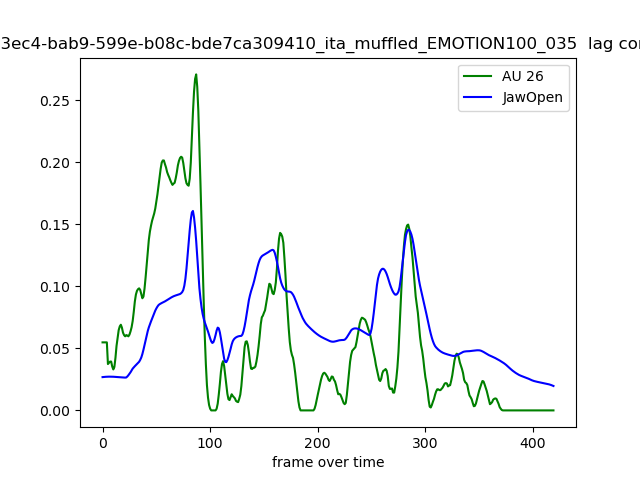 3ec4-bab9-599e-b08c-bde7ca309410_ita_muffled_EMOTION100_035 lag
AU 26
JawOpen
0.25
0.20
0.15
0.10
0.05
0.00
0 100 200 300 400
frame over time